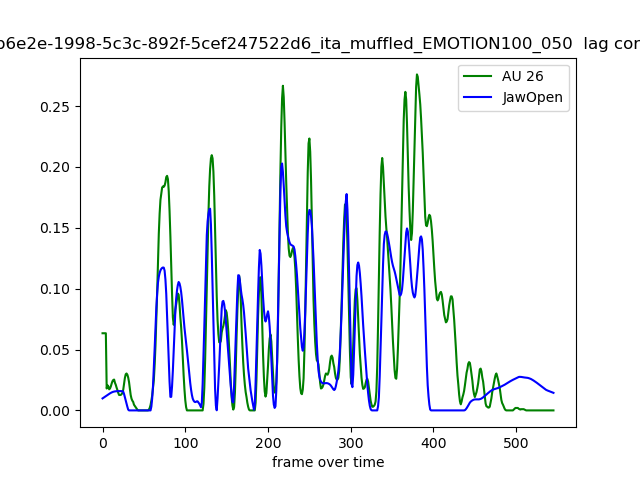 b6e2e-1998-5c3c-892f-5cef247522d6_ita_muffled_EMOTION100_050 lag cor
AU 26
JawOpen
0.25
0.20
0.15
0.10
0.05
0.00
0 100 200 300 400 500
frame over time